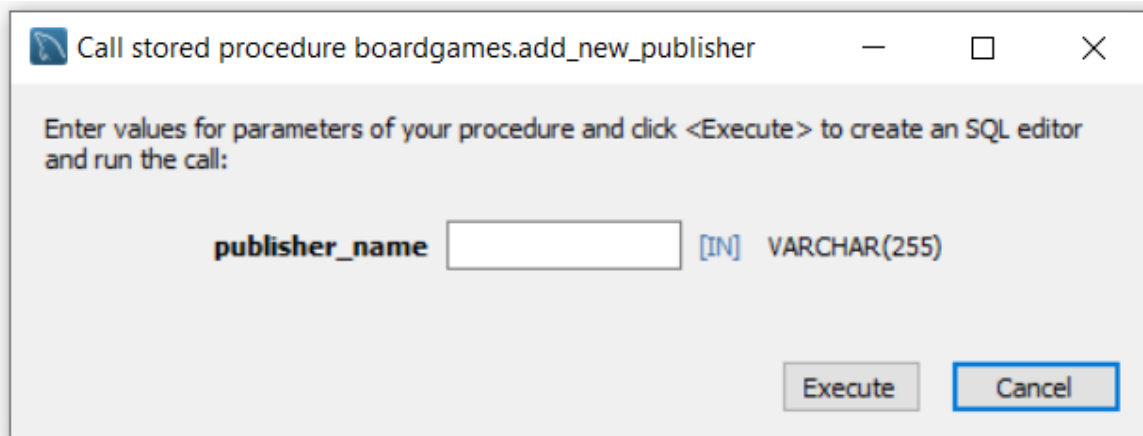 Call stored procedure boardgames.add_new_publisher
Enter values for parameters of your procedure and click <Execute> to create an SQL editor
and run the call:
publisher_name [IN] VARCHAR(255)
Execute Cancel